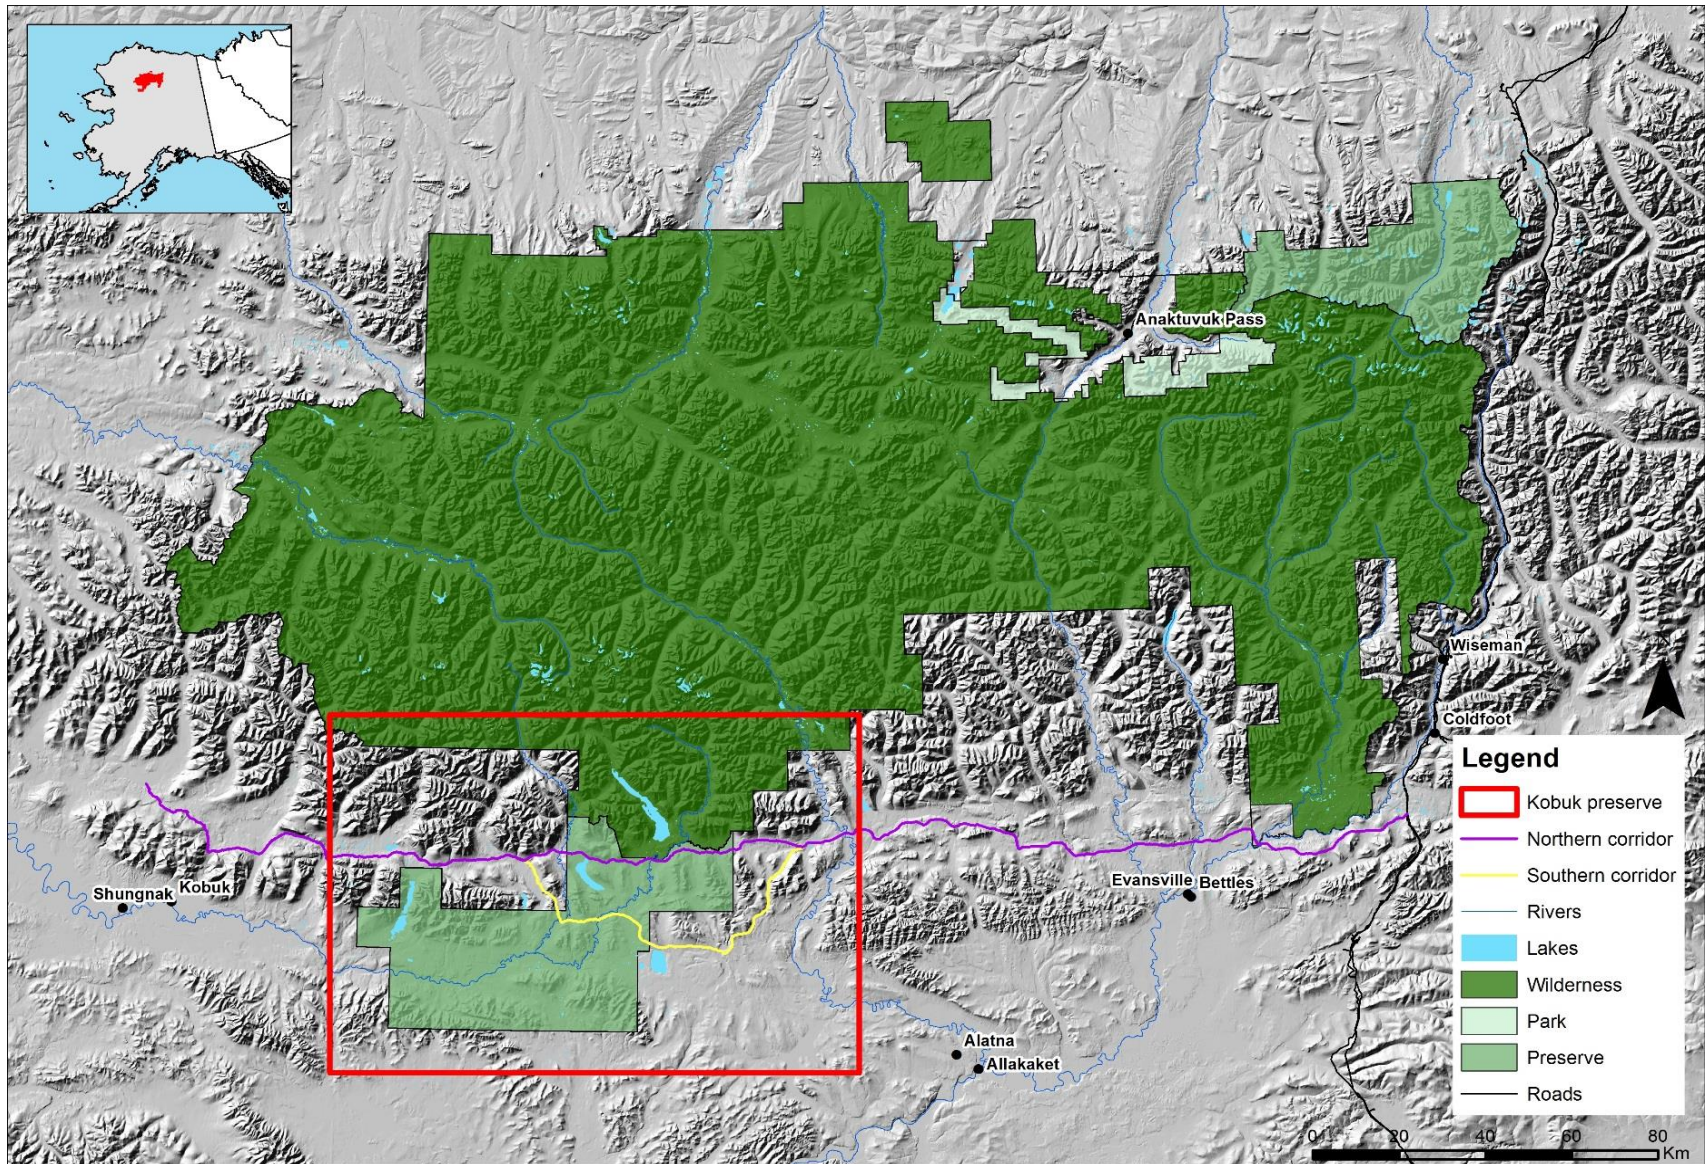 Anaktuvuk Pass
Wiseman
Coldfoot
Legend
Kobuk preserve
Northern corridor
Southern corridor
Rivers
Lakes
Wilderness
Park
Preserve
Roads
Shungnak
Kobuk
Evansville
Bettles
Alatna
Allakaket
0 20 40 60 80
Km